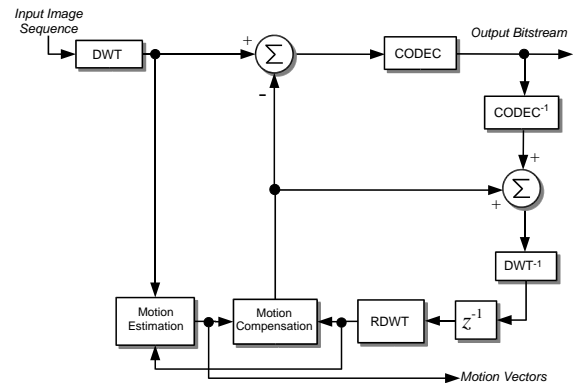 Input Image
Sequence
Output Bitstream
DWT
+
Σ
CODEC
-
CODEC⁻¹
+
Σ
+
DWT⁻¹
Motion
Estimation
Motion
Compensation
RDWT
z⁻¹
Motion Vectors